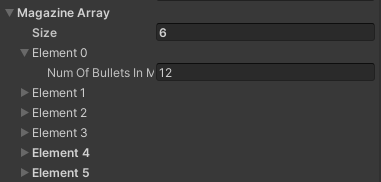 Magazine Array
Size 6
Element 0
Num Of Bullets In M 12
Element 1
Element 2
Element 3
Element 4
Element 5